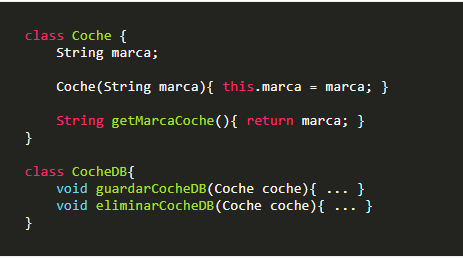 class Coche {
    String marca;

    Coche(String marca){ this.marca = marca; }

    String getMarcaCoche(){ return marca; }
}

class CocheDB{
    void guardarCocheDB(Coche coche){ ... }
    void eliminarCocheDB(Coche coche){ ... }
}